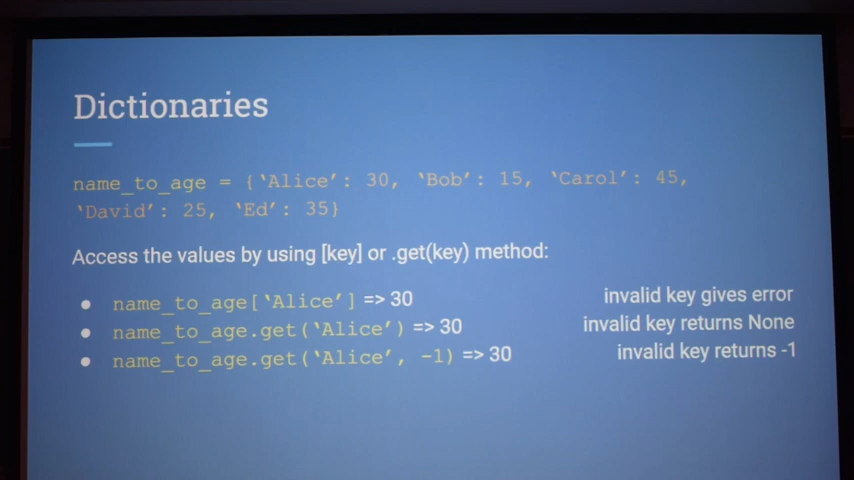 Dictionaries
name_to_age = {‘Alice’: 30, ‘Bob’: 15, ‘Carol’: 45,
‘David’: 25, ‘Ed’: 35}
Access the values by using [key] or .get(key) method:
● name_to_age[‘Alice’] => 30 invalid key gives error
● name_to_age.get(‘Alice’) => 30 invalid key returns None
● name_to_age.get(‘Alice’, -1) => 30 invalid key returns -1